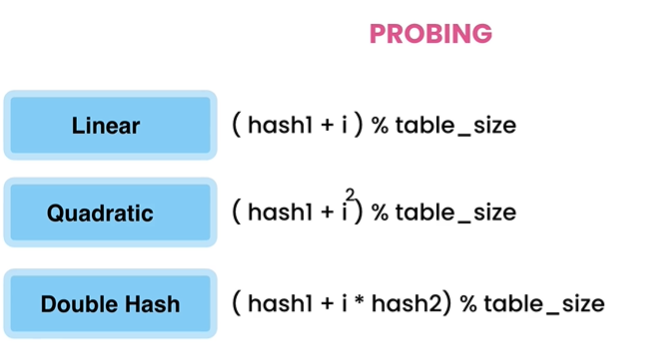 PROBING
Linear ( hash1 + i ) % table_size
Quadratic ( hash1 + i²) % table_size
Double Hash ( hash1 + i * hash2) % table_size